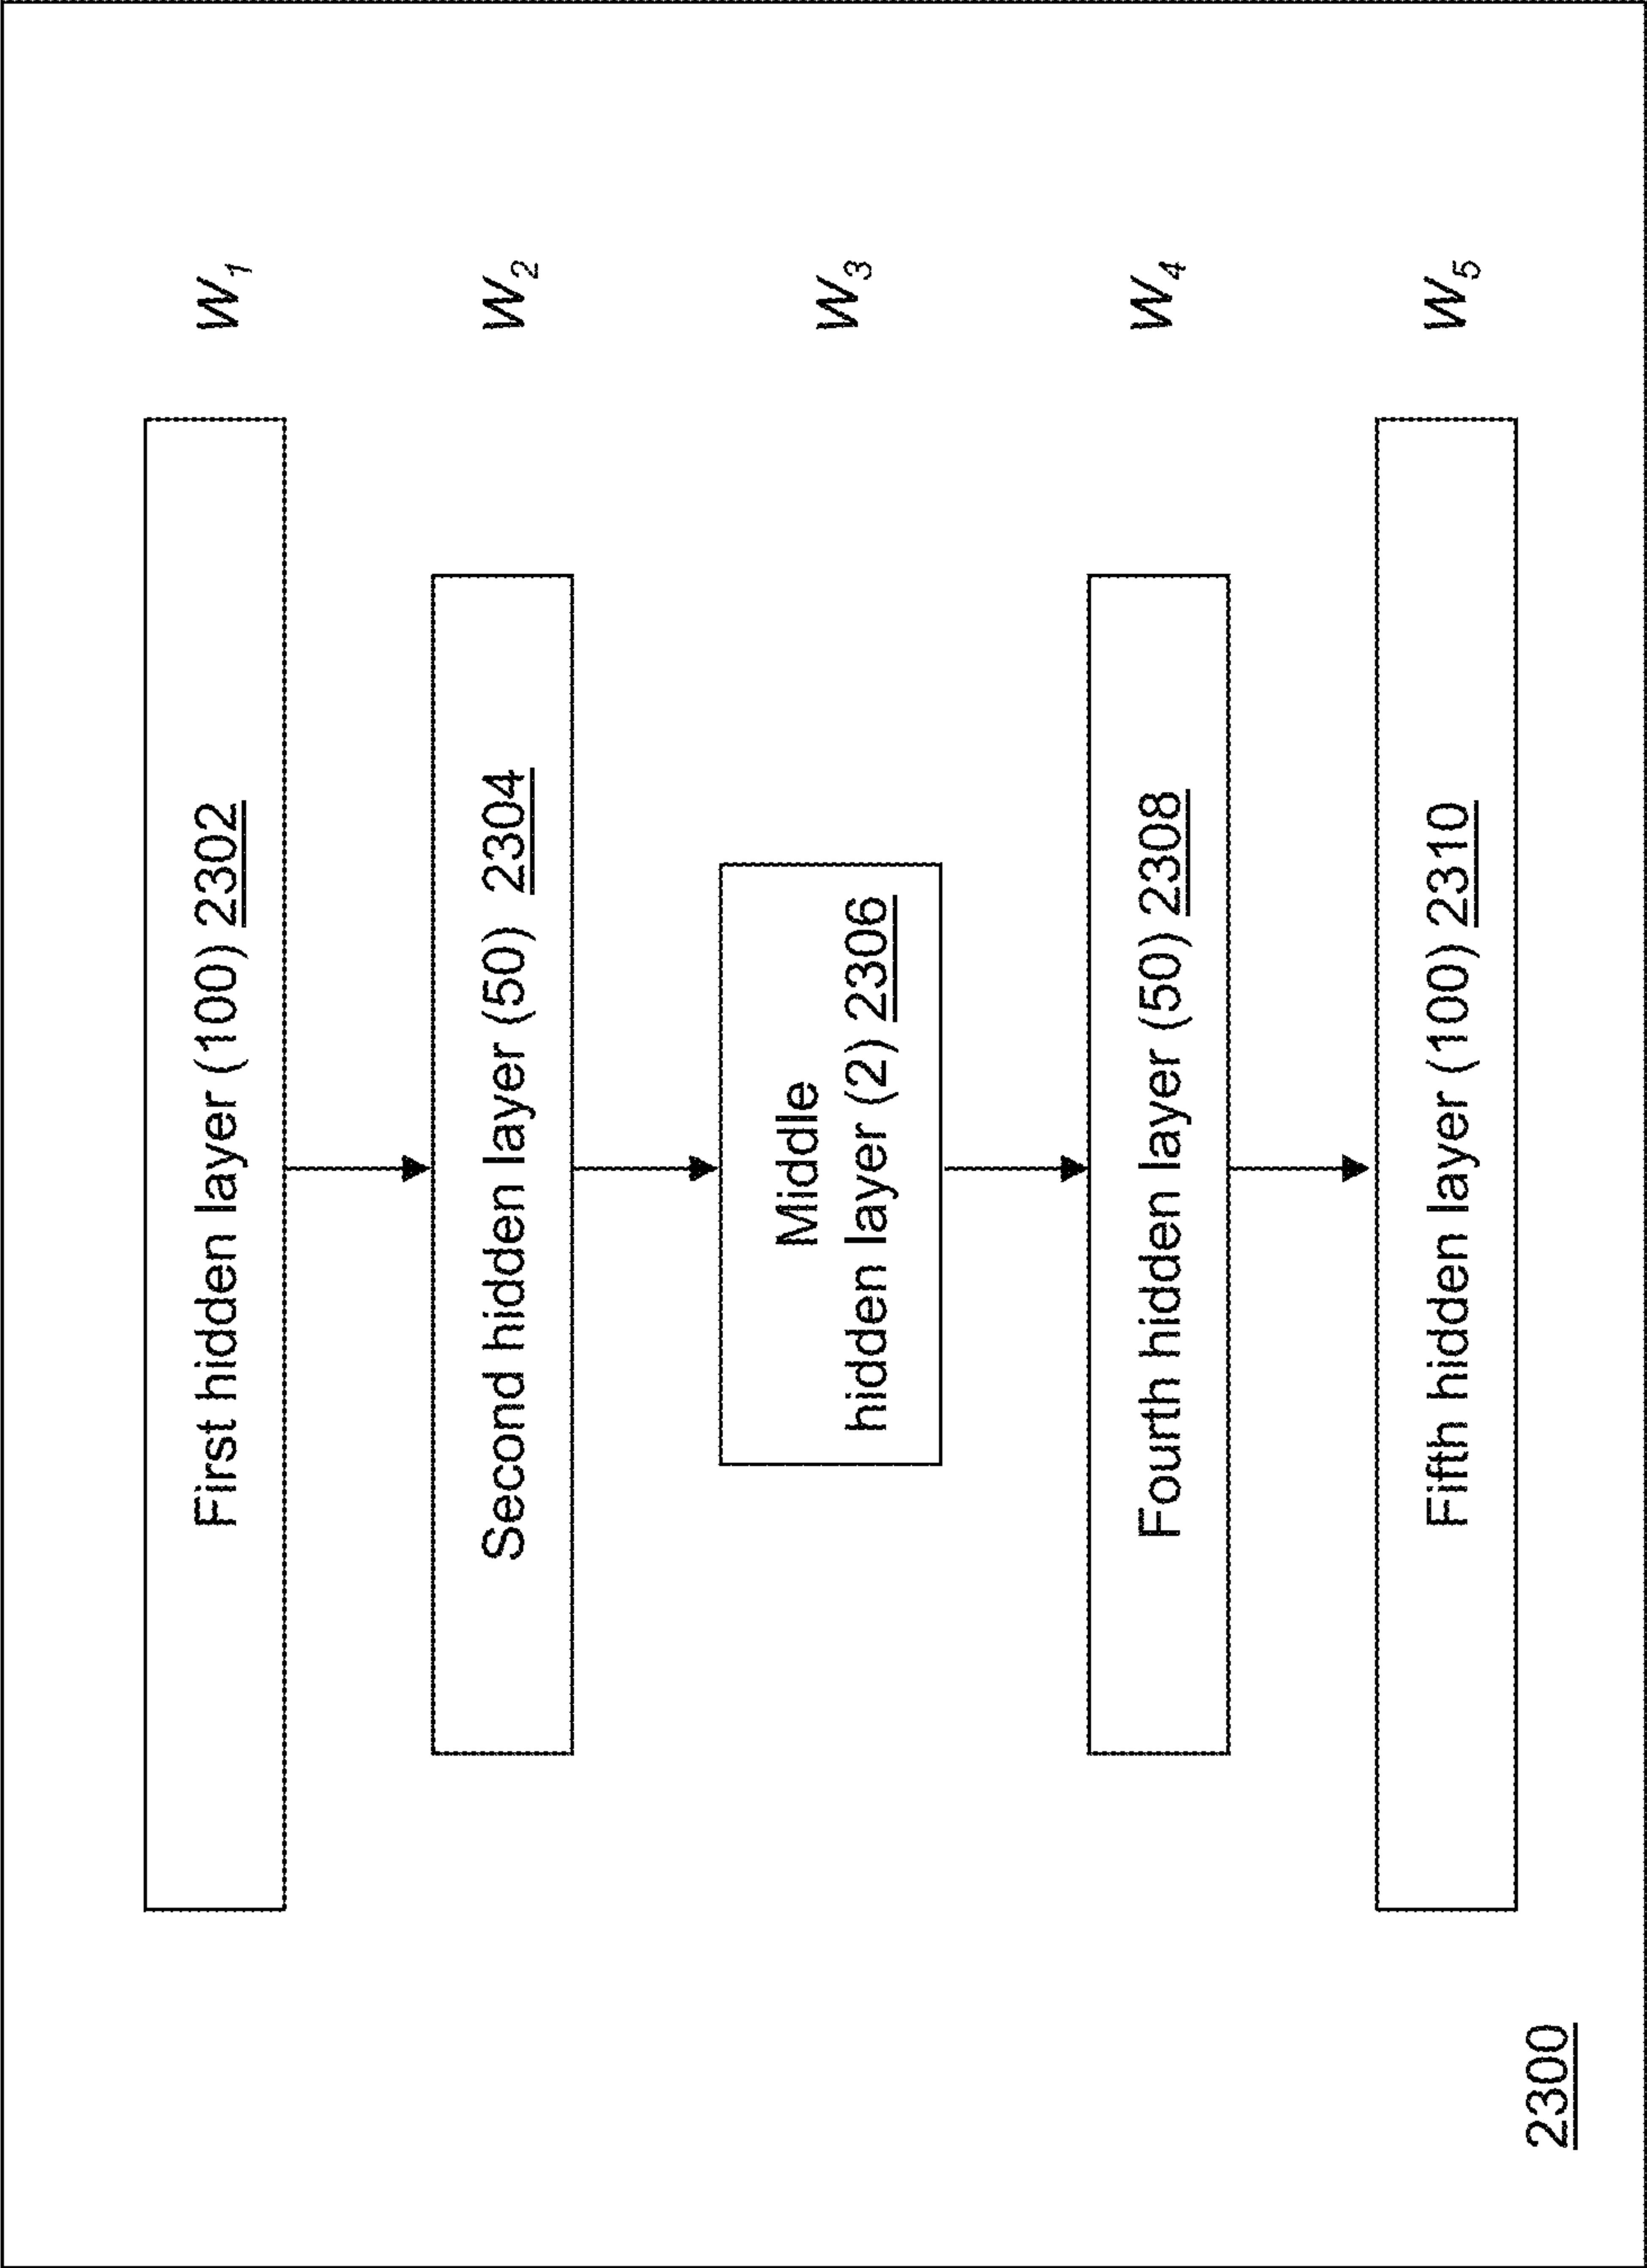 First hidden layer (100) 2302
W1
Second hidden layer (50) 2304
W2
Middle
hidden layer (2) 2306
W3
Fourth hidden layer (50) 2308
W4
Fifth hidden layer (100) 2310
W5
2300